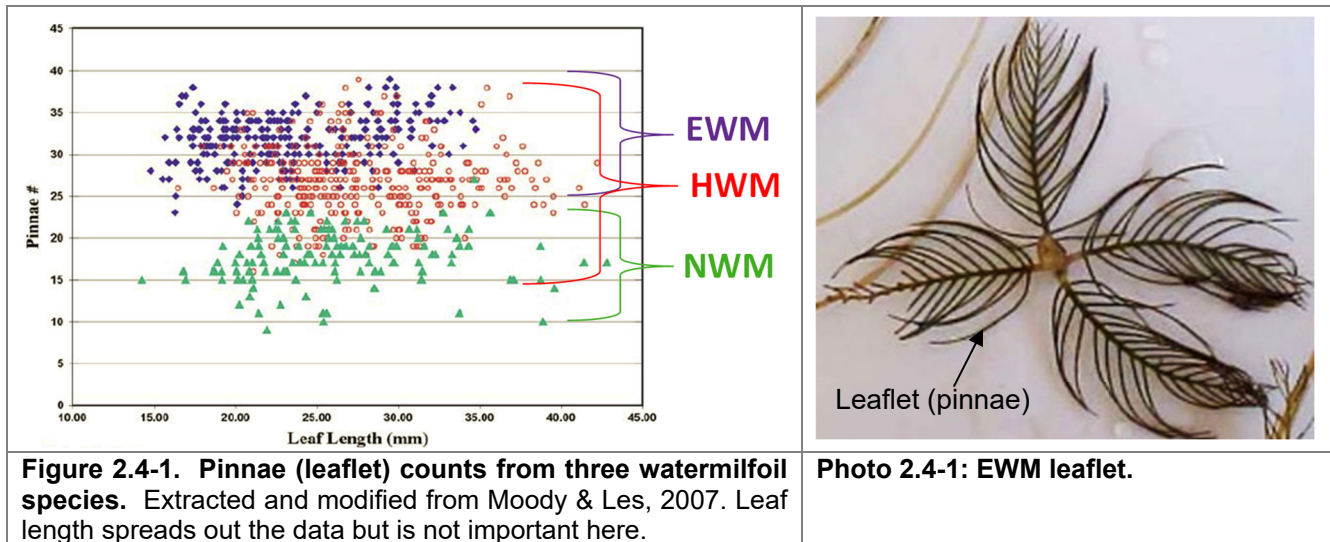 45
40
35
30
25
20
15
10
5
0
Pinnae #
10.00 15.00 20.00 25.00 30.00 35.00 40.00 45.00
Leaf Length (mm)
EWM
HWM
NWM
Leaflet (pinnae)
Figure 2.4-1. Pinnae (leaflet) counts from three watermilfoil
species. Extracted and modified from Moody & Les, 2007. Leaf
length spreads out the data but is not important here.
Photo 2.4-1: EWM leaflet.